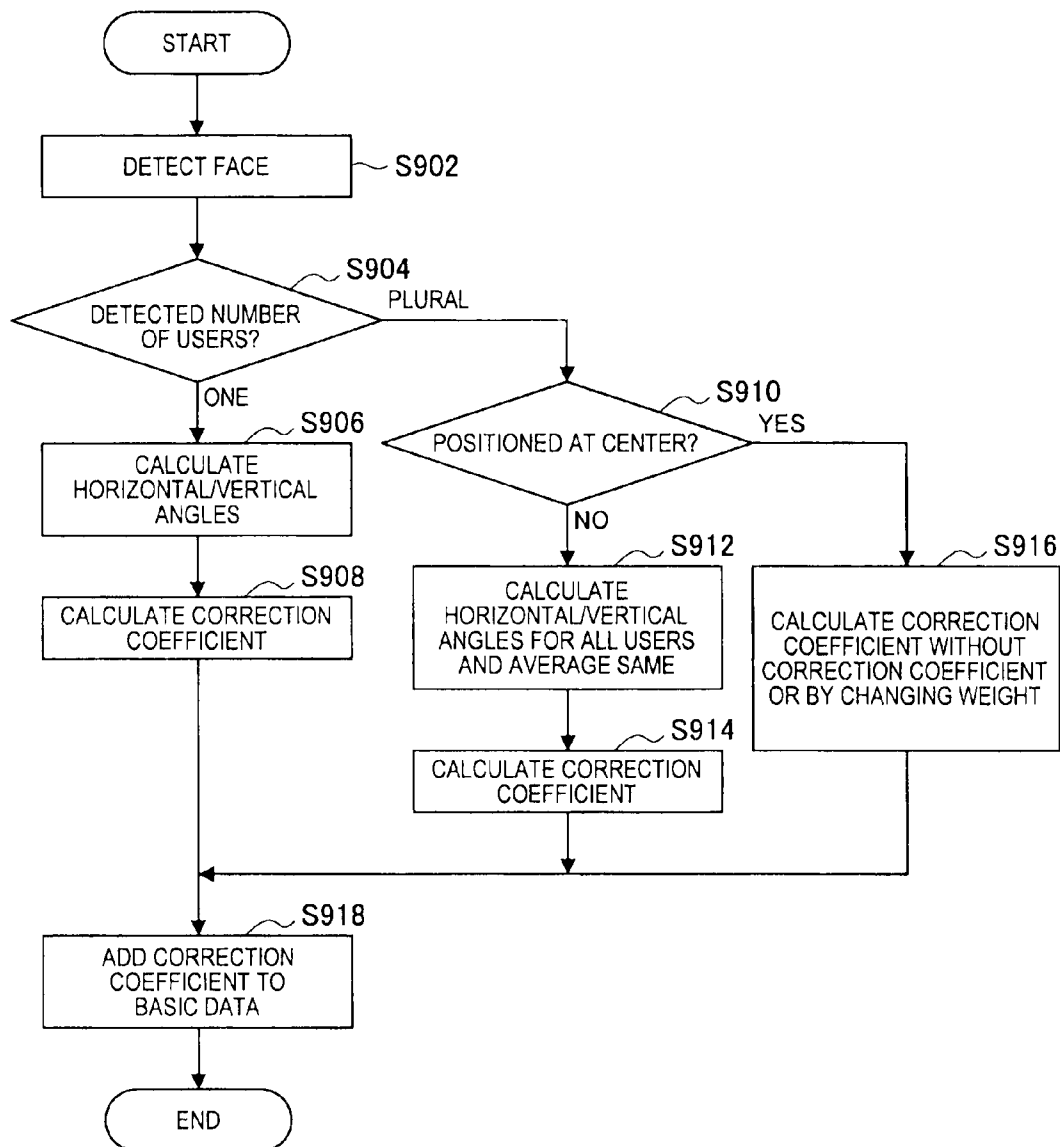 START
DETECT FACE
S902
S904
DETECTED NUMBER
OF USERS?
PLURAL
ONE
S910
POSITIONED AT CENTER?
YES
NO
S906
CALCULATE
HORIZONTAL/VERTICAL
ANGLES
S908
CALCULATE CORRECTION
COEFFICIENT
S912
CALCULATE
HORIZONTAL/VERTICAL
ANGLES FOR ALL USERS
AND AVERAGE SAME
S914
CALCULATE CORRECTION
COEFFICIENT
S916
CALCULATE CORRECTION
COEFFICIENT WITHOUT
CORRECTION COEFFICIENT
OR BY CHANGING WEIGHT
S918
ADD CORRECTION
COEFFICIENT TO
BASIC DATA
END